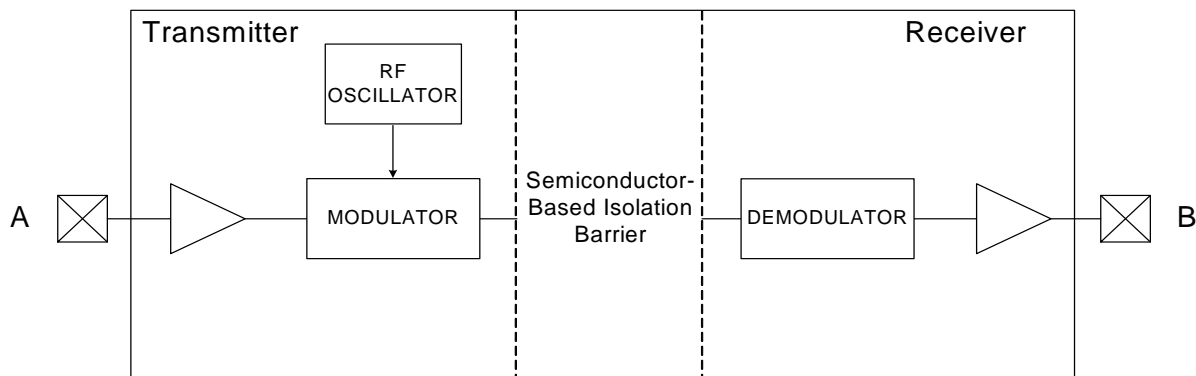 Transmitter
Receiver
RF
OSCILLATOR
A
MODULATOR
Semiconductor-
Based Isolation
Barrier
DEMODULATOR
B